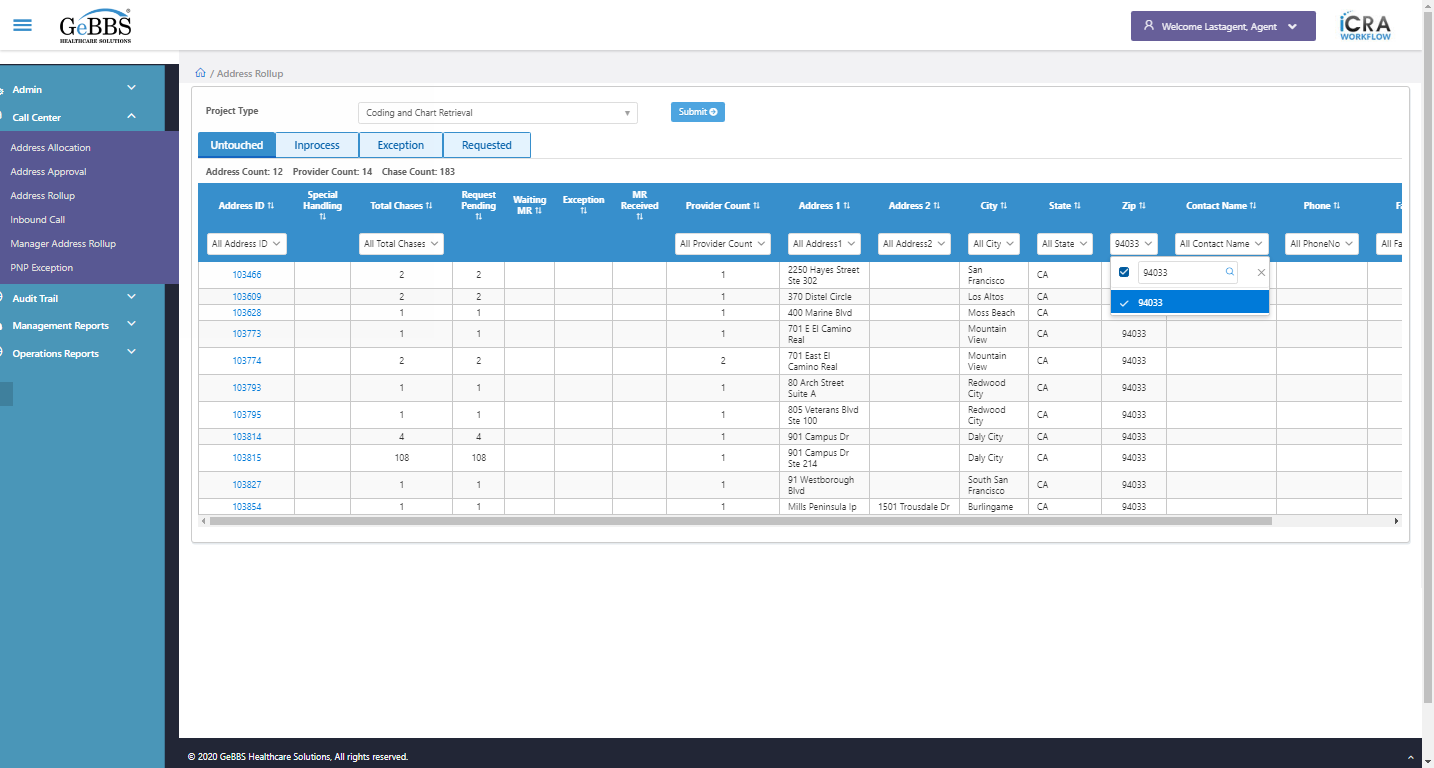 GeBBS
HEALTHCARE SOLUTIONS
Welcome Lastagent, Agent
iCRA
WORKFLOW
/ Address Rollup
Admin
Call Center
Address Allocation
Address Approval
Address Rollup
Inbound Call
Manager Address Rollup
PNP Exception
Audit Trail
Management Reports
Operations Reports
Project Type Coding and Chart Retrieval Submit
Untouched Inprocess Exception Requested
Address Count: 12 Provider Count: 14 Chase Count: 183
Address ID Special Handling Total Chases Request Pending Waiting MR Exception MR Received Provider Count Address 1 Address 2 City State Zip Contact Name Phone Fa
All Address ID All Total Chases All Provider Count All Address1 All Address2 All City All State 94033 All Contact Name All PhoneNo All Fa
94033
94033
103466 2 2 1 2250 Hayes Street Ste 302 San Francisco CA
103609 2 2 1 370 Distel Circle Los Altos CA
103628 1 1 1 400 Marine Blvd Moss Beach CA
103773 1 1 1 701 E El Camino Real Mountain View CA 94033
103774 2 2 2 701 East El Camino Real Mountain View CA 94033
103793 1 1 1 80 Arch Street Suite A Redwood City CA 94033
103795 1 1 1 805 Veterans Blvd Ste 100 Redwood City CA 94033
103814 4 4 1 901 Campus Dr Daly City CA 94033
103815 108 108 1 901 Campus Dr Ste 214 Daly City CA 94033
103827 1 1 1 91 Westborough Blvd South San Francisco CA 94033
103854 1 1 1 Mills Peninsula Ip 1501 Trousdale Dr Burlingame CA 94033
© 2020 GeBBS Healthcare Solutions, All rights reserved.